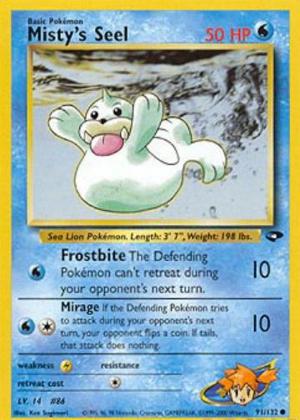 Basic Pokémon
Misty's Seel 50 HP
Sea Lion Pokémon. Length: 3' 7", Weight: 198 lbs.
Frostbite The Defending
Pokémon can't retreat during
your opponent's next turn.
10
Mirage If the Defending Pokémon tries
to attack during your opponent's next
turn, your opponent flips a coin. If tails,
that attack does nothing.
10
weakness resistance
retreat cost
LV. 14 #86
Illus. Ken Sugimori
91/132